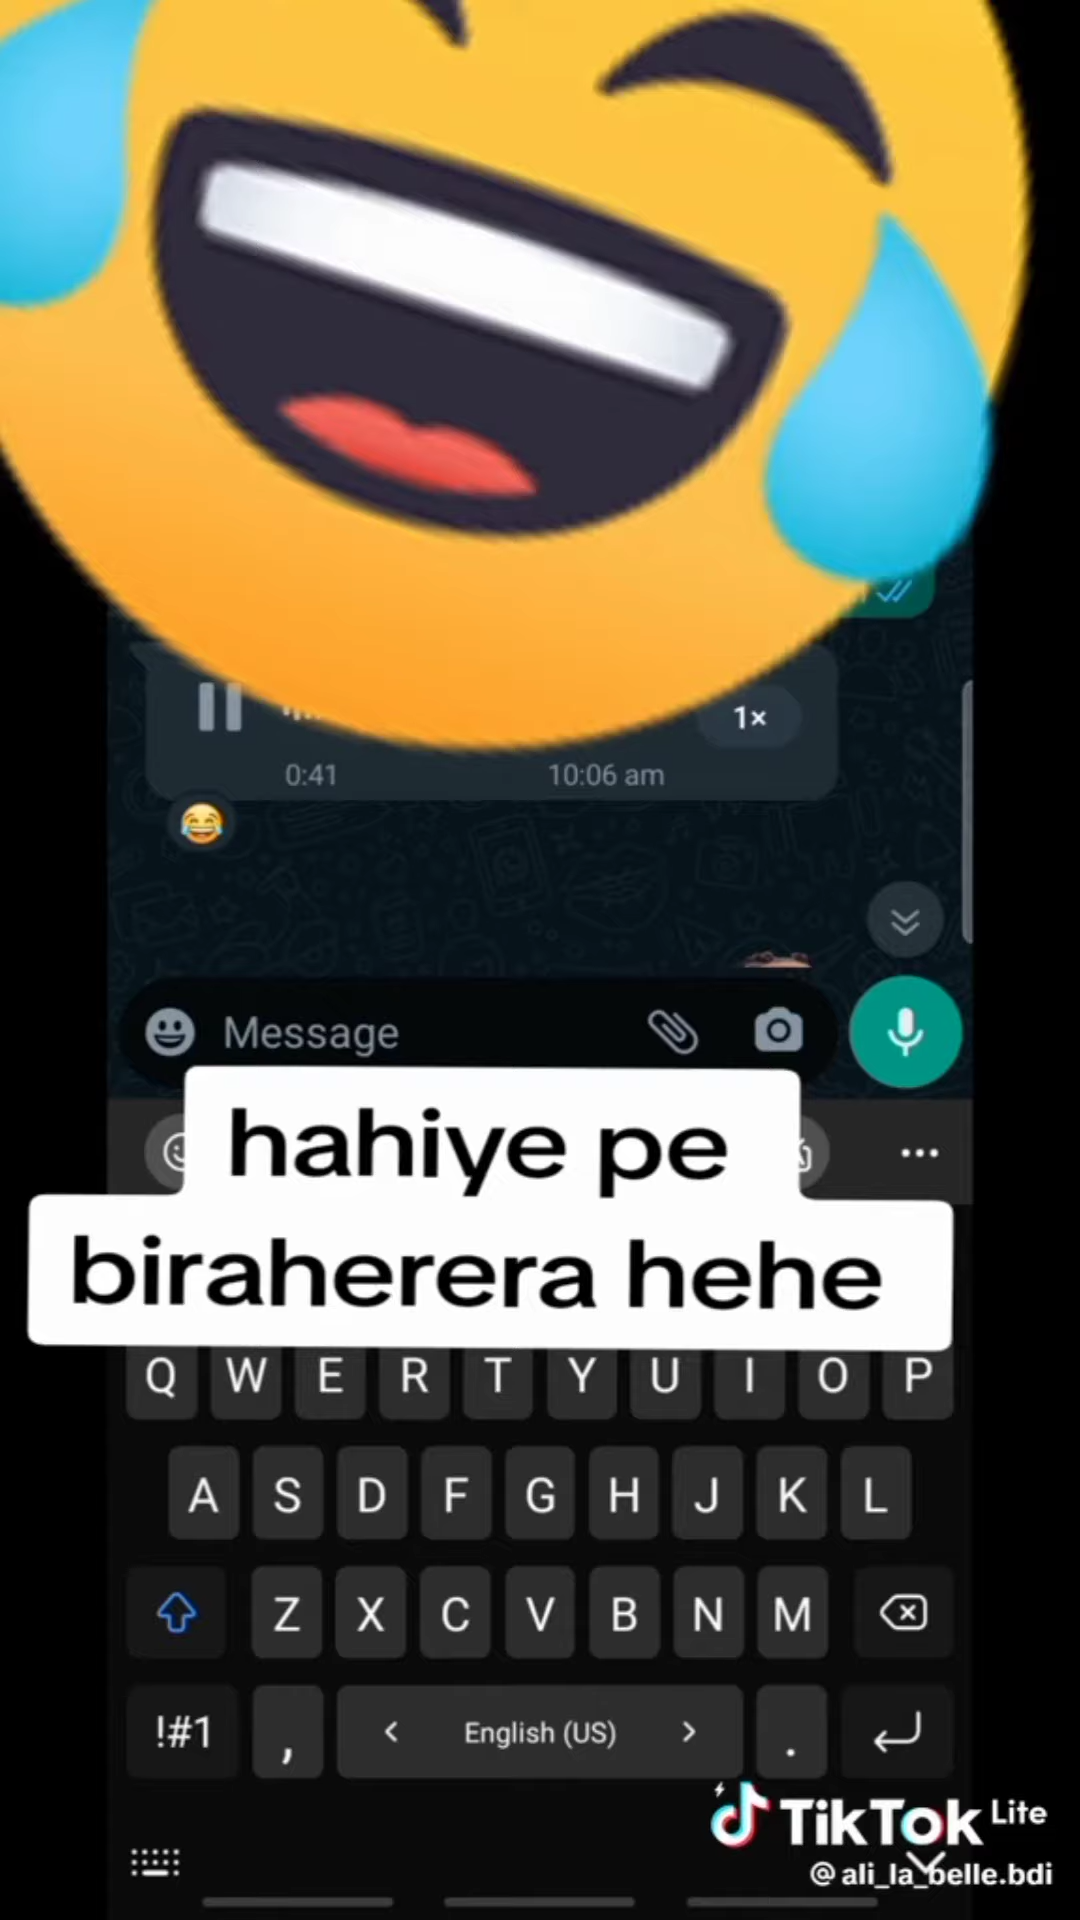 1×
0:41
10:06 am
Message
hahiye pe
biraherera hehe
Q W E R T Y U I O P
A S D F G H J K L
Z X C V B N M
!#1 , < English (US) > .
TikTok Lite
@ali_la_belle.bdi